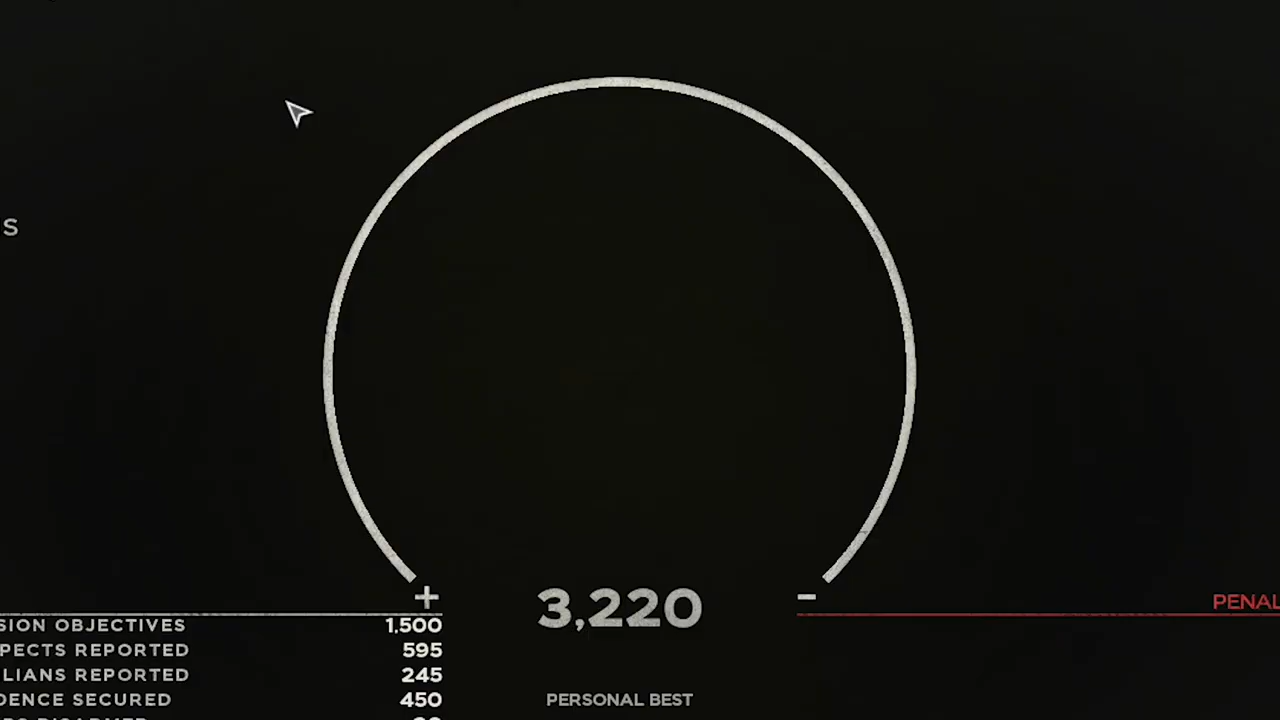 S
+ 3,220 -
PENAL
SION OBJECTIVES 1,500
PECTS REPORTED 595
LIANS REPORTED 245
DENCE SECURED 450
PERSONAL BEST